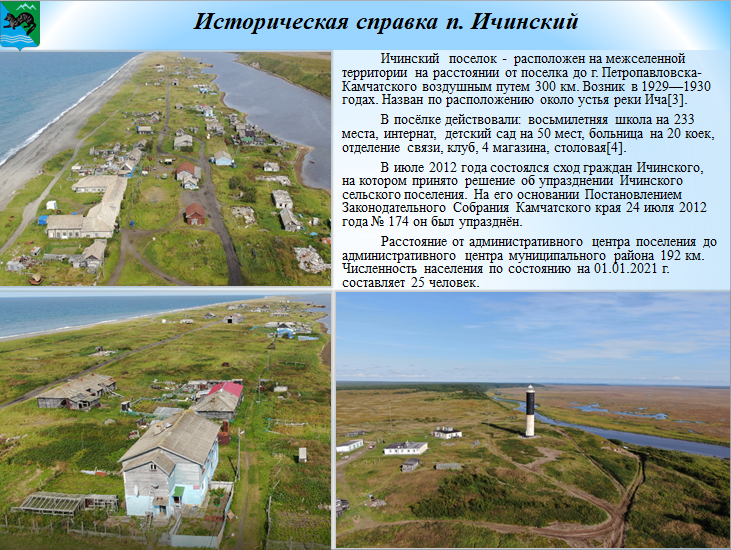 Историческая справка п. Ичинский
Ичинский поселок - расположен на межселенной
территории на расстоянии от поселка до г. Петропавловска-
Камчатского воздушным путем 300 км. Возник в 1929—1930
годах. Назван по расположению около устья реки Ича[3].
В посёлке действовали: восьмилетняя школа на 233
места, интернат, детский сад на 50 мест, больница на 20 коек,
отделение связи, клуб, 4 магазина, столовая[4].
В июле 2012 года состоялся сход граждан Ичинского,
на котором принято решение об упразднении Ичинского
сельского поселения. На его основании Постановлением
Законодательного Собрания Камчатского края 24 июля 2012
года № 174 он был упразднён.
Расстояние от административного центра поселения до
административного центра муниципального района 192 км.
Численность населения по состоянию на 01.01.2021 г.
составляет 25 человек.